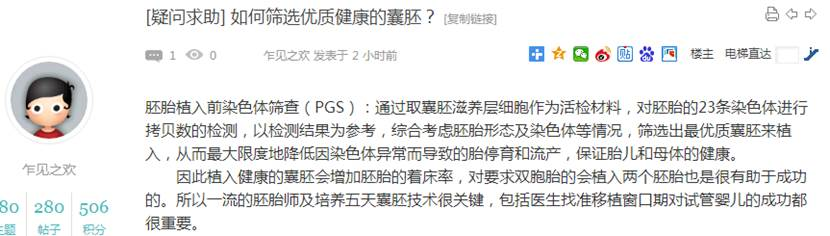 [疑问求助] 如何筛选优质健康的囊胚？ [复制链接]
1 0 乍见之欢 发表于 2 小时前 贴 楼主 电梯直达
胚胎植入前染色体筛查（PGS）：通过取囊胚滋养层细胞作为活检材料，对胚胎的23条染色体进行
拷贝数的检测，以检测结果为参考，综合考虑胚胎形态及染色体等情况，筛选出最优质囊胚来植
入，从而最大限度地降低因染色体异常而导致的胎停育和流产，保证胎儿和母体的健康。
乍见之欢
因此植入健康的囊胚会增加胚胎的着床率，对要求双胞胎的会植入两个胚胎也是很有助于成功
的。所以一流的胚胎师及培养五天囊胚技术很关键，包括医生找准移植窗口期对试管婴儿的成功都
很重要。
80 280 506
主题 帖子 积分